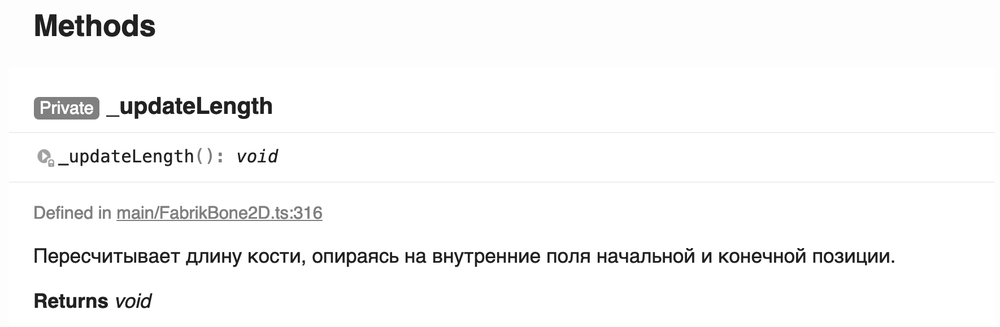 Methods
Private _updateLength
_updateLength(): void
Defined in main/FabrikBone2D.ts:316
Пересчитывает длину кости, опираясь на внутренние поля начальной и конечной позиции.
Returns void